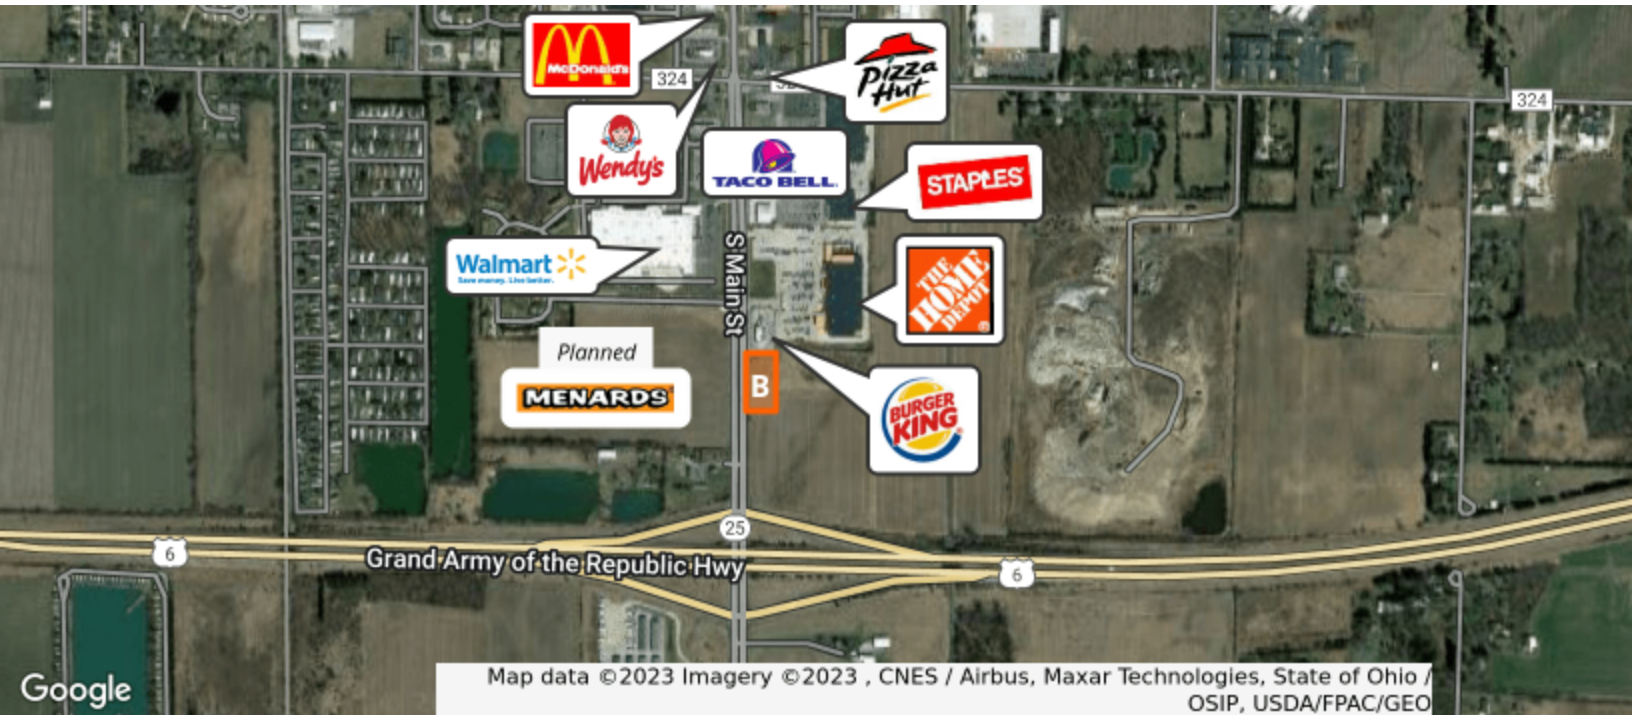 McDonald's
324
Pizza
Hut
Wendy's
TACO BELL.
STAPLES
324
Walmart
Save money. Live better.
S Main St
THE
HOME
DEPOT
Planned
MENARDS
B
BURGER
KING
25
6
Grand Army of the Republic Hwy
6
Google
Map data ©2023 Imagery ©2023 , CNES / Airbus, Maxar Technologies, State of Ohio /
OSIP, USDA/FPAC/GEO